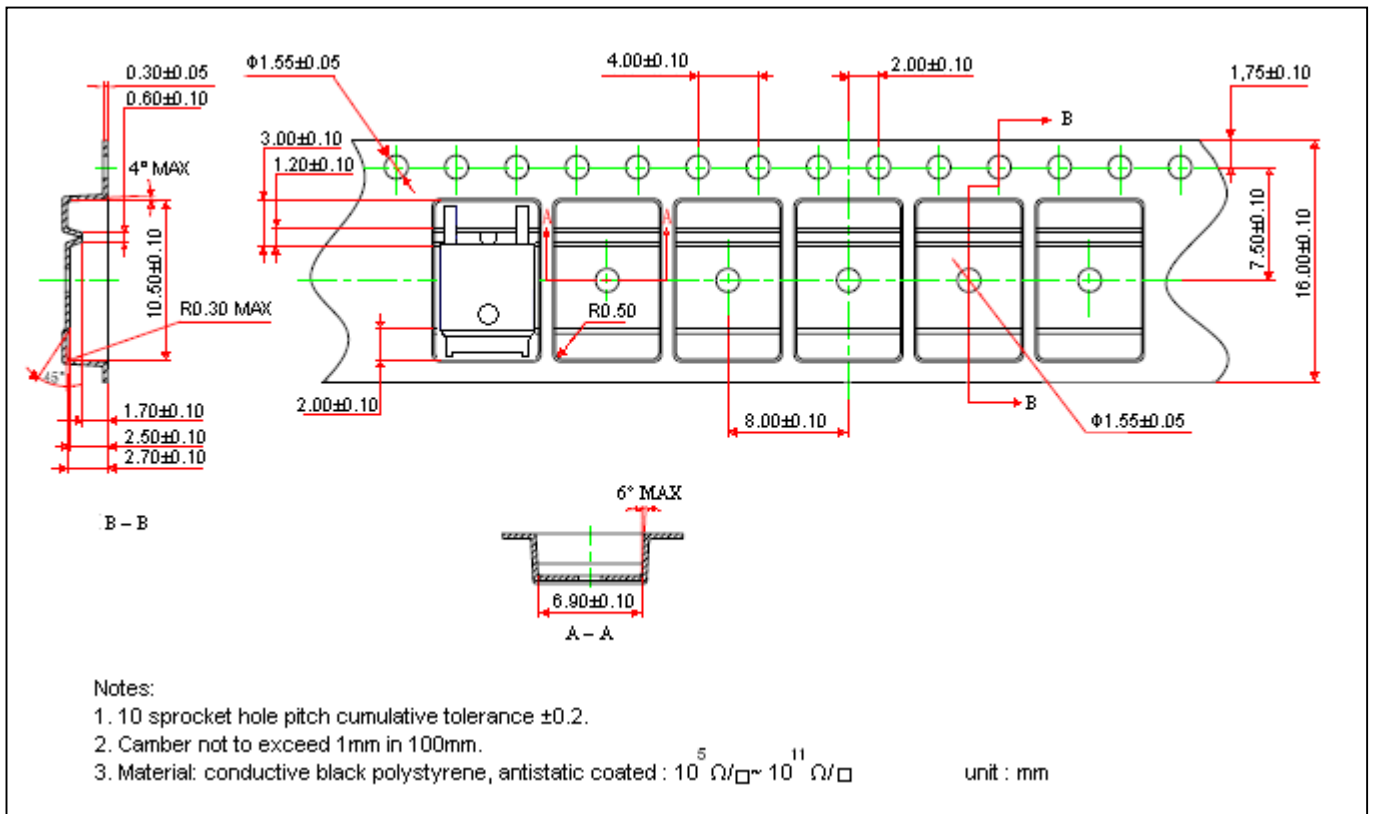 0.30±0.05
Φ1.55±0.05
4.00±0.10
2.00±0.10
1,75±0.10
0.60±0.10
B
3.00±0.10
1.20±0.10
4° MAX
A
A
10.50±0.10
7.50±0.10
16.00±0.10
R0.30 MAX
R0.50
45°
2.00±0.10
B
1.70±0.10
8.00±0.10
Φ1.55±0.05
2.50±0.10
2.70±0.10
6° MAX
B – B
6.90±0.10
A – A
Notes:
1. 10 sprocket hole pitch cumulative tolerance ±0.2.
2. Camber not to exceed 1mm in 100mm.
3. Material: conductive black polystyrene, antistatic coated : 10⁵ Ω/□~ 10¹¹ Ω/□ unit : mm